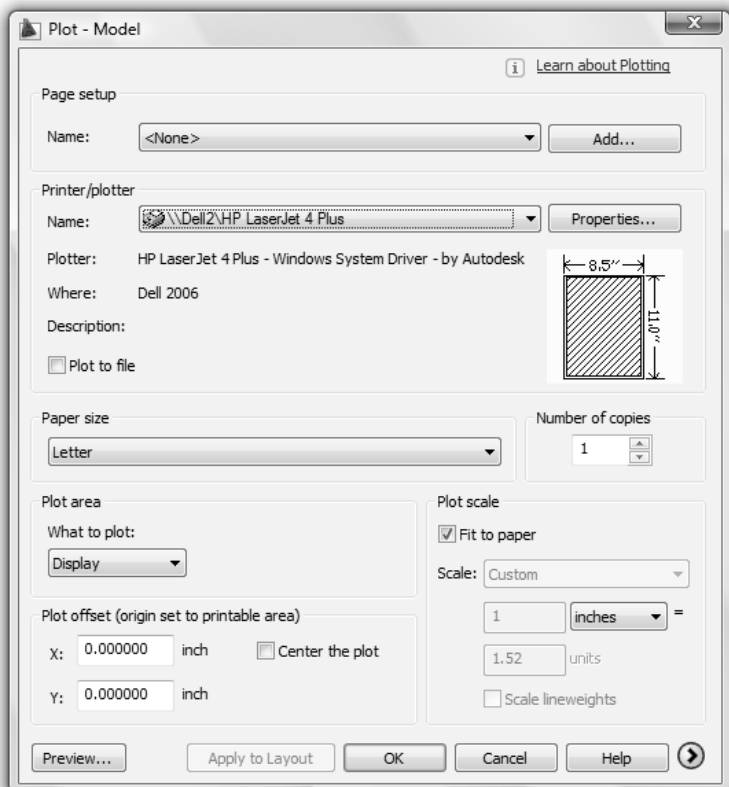 Plot - Model
Learn about Plotting
Page setup
Name: <None> Add...
Printer/plotter
Name: \\Dell2\HP LaserJet 4 Plus Properties...
Plotter: HP LaserJet 4 Plus - Windows System Driver - by Autodesk
Where: Dell 2006
Description:
Plot to file
8.5''
11.0''
Paper size
Letter
Number of copies
1
Plot area
What to plot:
Display
Plot scale
Fit to paper
Scale: Custom
1 inches =
1.52 units
Scale lineweights
Plot offset (origin set to printable area)
X: 0.000000 inch Center the plot
Y: 0.000000 inch
Preview... Apply to Layout OK Cancel Help